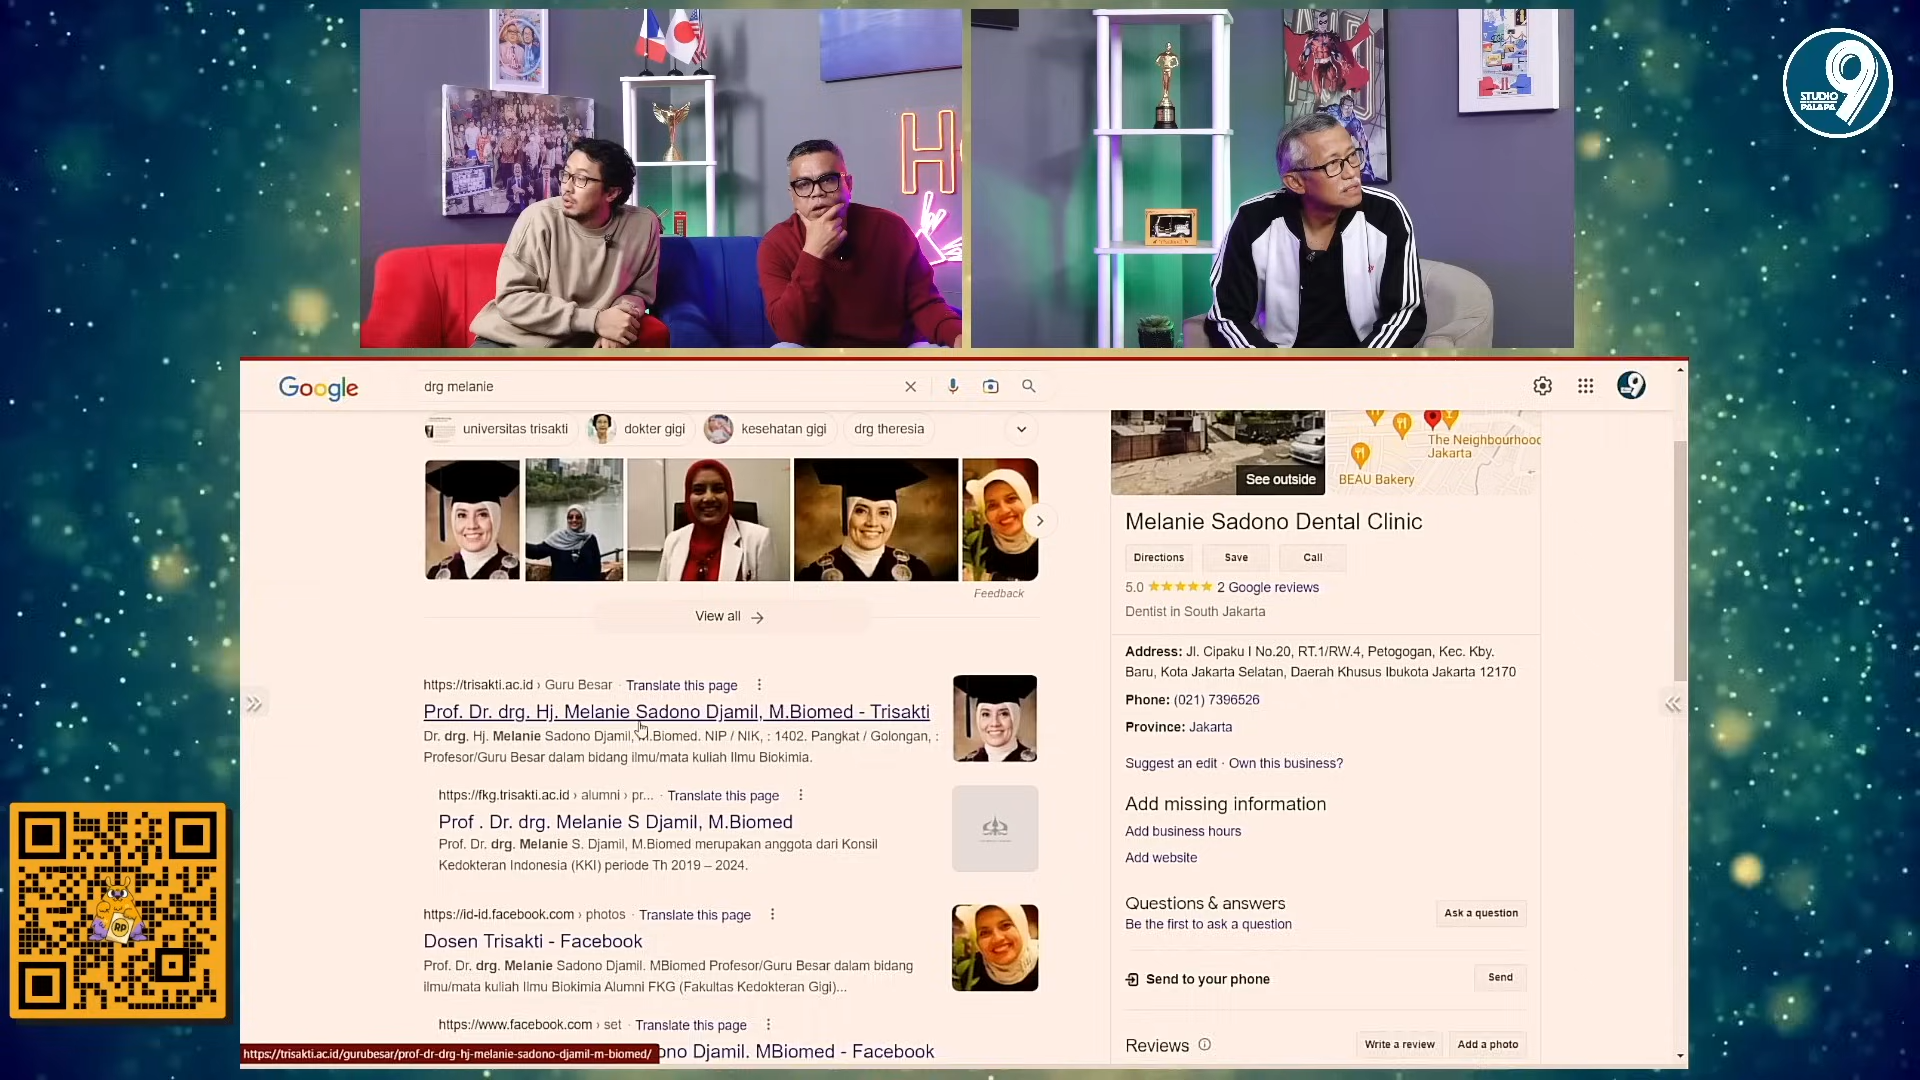 STUDIO
PALAPA
9
H
Google
drg melanie
universitas trisakti
dokter gigi
kesehatan gigi
drg theresia
Feedback
View all
https://trisakti.ac.id › Guru Besar · Translate this page
Prof. Dr. drg. Hj. Melanie Sadono Djamil, M.Biomed - Trisakti
Dr. drg. Hj. Melanie Sadono Djamil, M.Biomed. NIP / NIK, : 1402. Pangkat / Golongan, :
Profesor/Guru Besar dalam bidang ilmu/mata kuliah Ilmu Biokimia.
https://fkg.trisakti.ac.id › alumni › pr... · Translate this page
Prof . Dr. drg. Melanie S Djamil, M.Biomed
Prof. Dr. drg. Melanie S. Djamil, M.Biomed merupakan anggota dari Konsil
Kedokteran Indonesia (KKI) periode Th 2019 – 2024.
https://id-id.facebook.com › photos · Translate this page
Dosen Trisakti - Facebook
Prof. Dr. drg. Melanie Sadono Djamil. MBiomed Profesor/Guru Besar dalam bidang
ilmu/mata kuliah Ilmu Biokimia Alumni FKG (Fakultas Kedokteran Gigi)...
https://www.facebook.com › set · Translate this page
ono Djamil. MBiomed - Facebook
https://trisakti.ac.id/gurubesar/prof-dr-drg-hj-melanie-sadono-djamil-m-biomed/
See outside
The Neighbourhood
Jakarta
BEAU Bakery
Melanie Sadono Dental Clinic
Directions
Save
Call
5.0 ★★★★★ 2 Google reviews
Dentist in South Jakarta
Address: Jl. Cipaku I No.20, RT.1/RW.4, Petogogan, Kec. Kby.
Baru, Kota Jakarta Selatan, Daerah Khusus Ibukota Jakarta 12170
Phone: (021) 7396526
Province: Jakarta
Suggest an edit · Own this business?
Add missing information
Add business hours
Add website
Questions & answers
Be the first to ask a question
Ask a question
Send to your phone
Send
Reviews
Write a review
Add a photo
RP